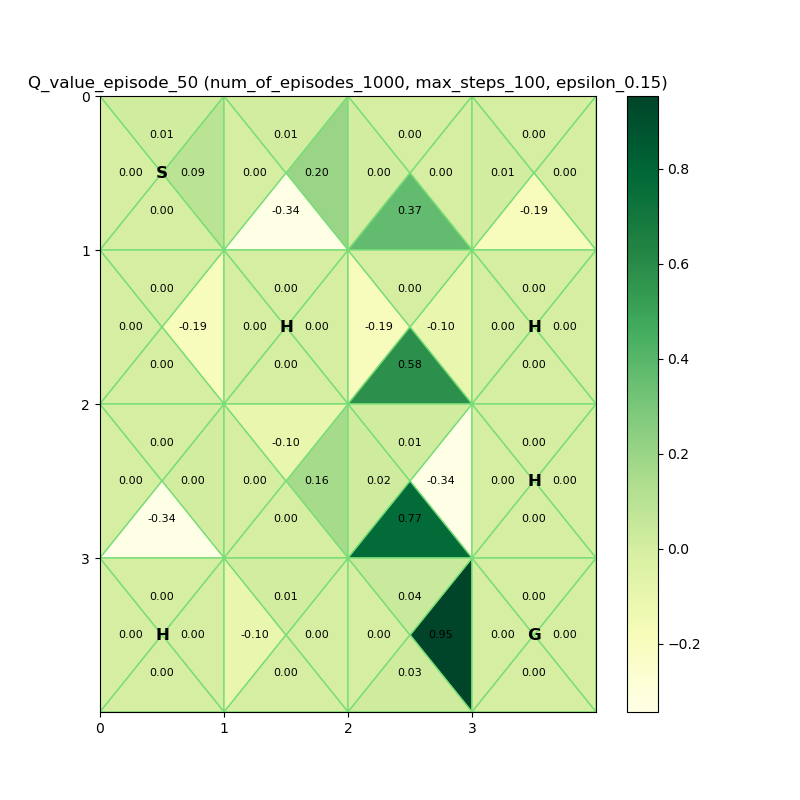 Q_value_episode_50 (num_of_episodes_1000, max_steps_100, epsilon_0.15)
0
0.01 0.01 0.00 0.00
0.00 S 0.09 0.00 0.20 0.00 0.00 0.01 0.00
0.00 -0.34 0.37 -0.19
1
0.00 0.00 0.00 0.00
0.00 -0.19 0.00 H 0.00 -0.19 -0.10 0.00 H 0.00
0.00 0.00 0.58 0.00
2
0.00 -0.10 0.01 0.00
0.00 0.00 0.00 0.16 0.02 -0.34 0.00 H 0.00
-0.34 0.00 0.77 0.00
3
0.00 0.01 0.04 0.00
0.00 H 0.00 -0.10 0.00 0.00 0.95 0.00 G 0.00
0.00 0.00 0.03 0.00
0 1 2 3
0.8
0.6
0.4
0.2
0.0
−0.2